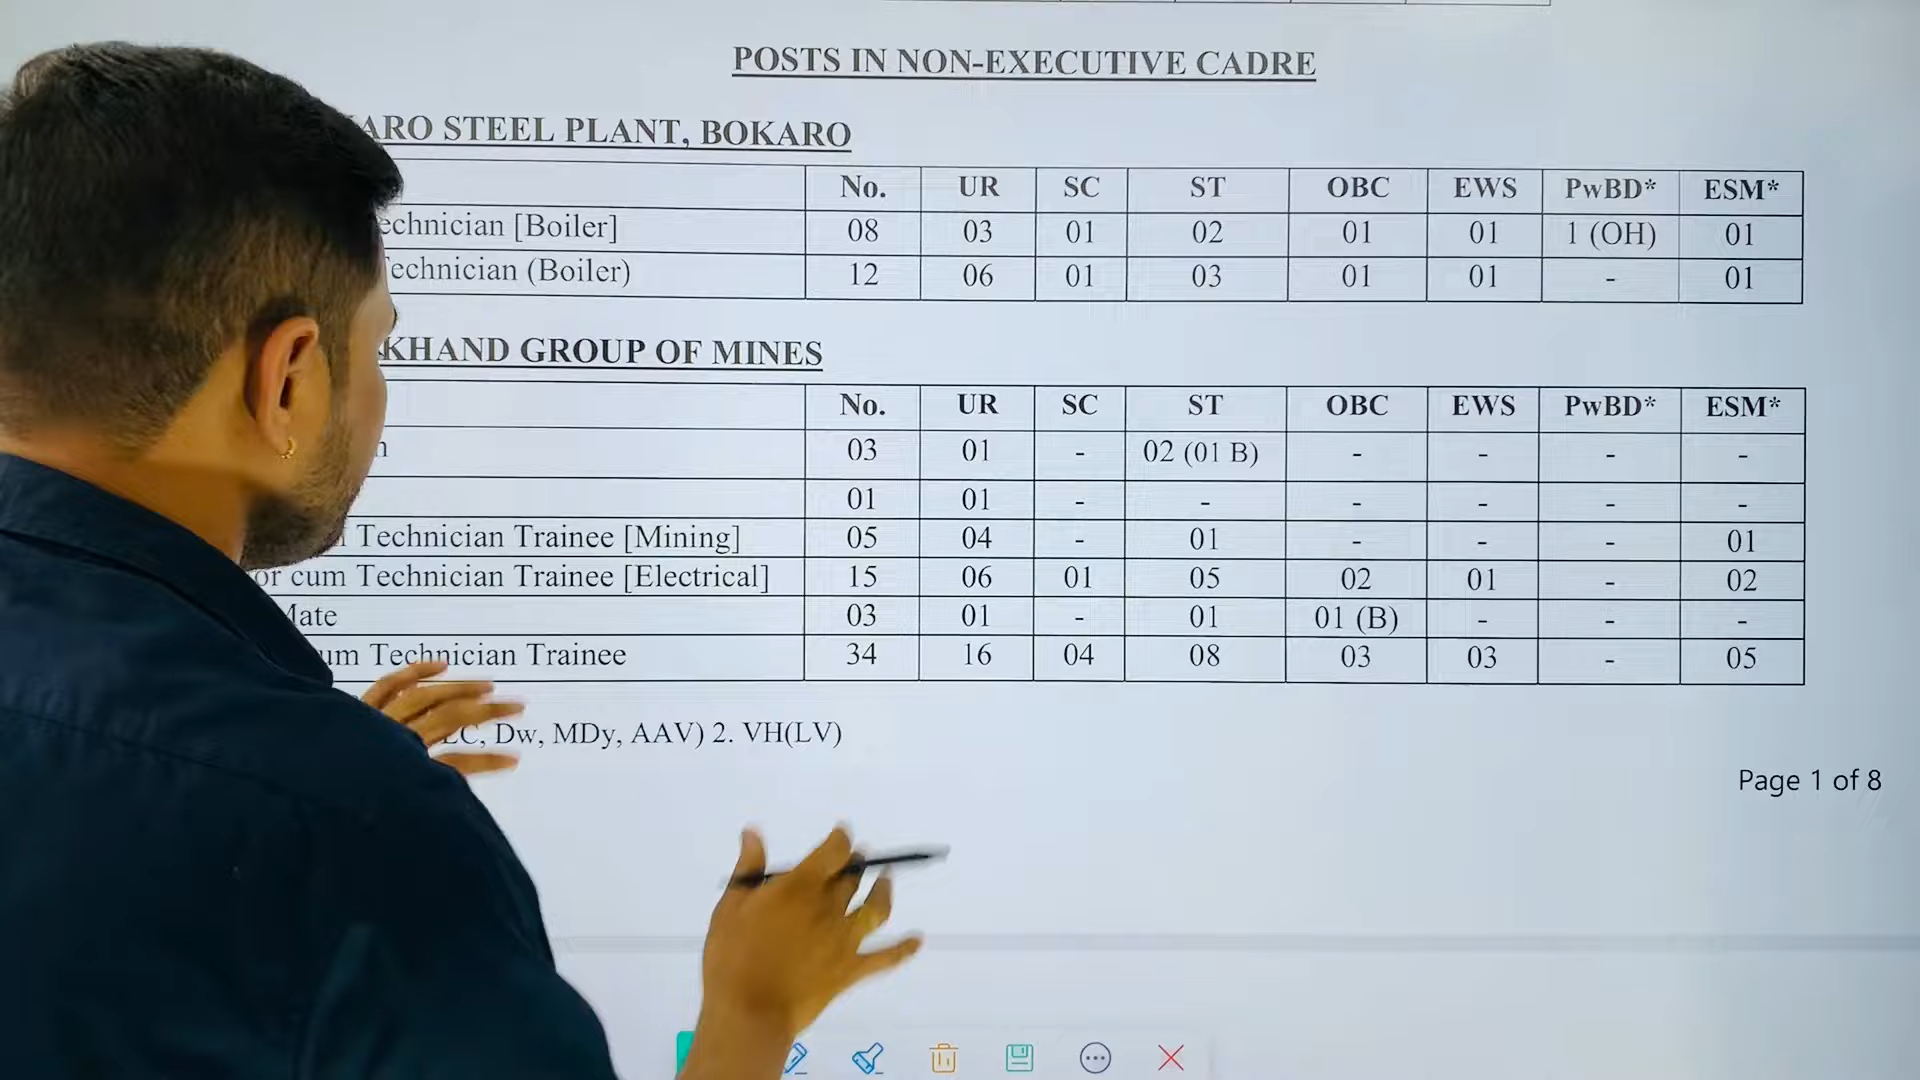 POSTS IN NON-EXECUTIVE CADRE
ARO STEEL PLANT, BOKARO
No. UR SC ST OBC EWS PwBD* ESM*
echnician [Boiler] 08 03 01 02 01 01 1 (OH) 01
echnician (Boiler) 12 06 01 03 01 01 - 01
KHAND GROUP OF MINES
No. UR SC ST OBC EWS PwBD* ESM*
03 01 - 02 (01 B) - - - -
01 01 - - - - - -
Technician Trainee [Mining] 05 04 - 01 - - - 01
or cum Technician Trainee [Electrical] 15 06 01 05 02 01 - 02
Mate 03 01 - 01 01 (B) - - -
um Technician Trainee 34 16 04 08 03 03 - 05
LC, Dw, MDy, AAV) 2. VH(LV)
Page 1 of 8